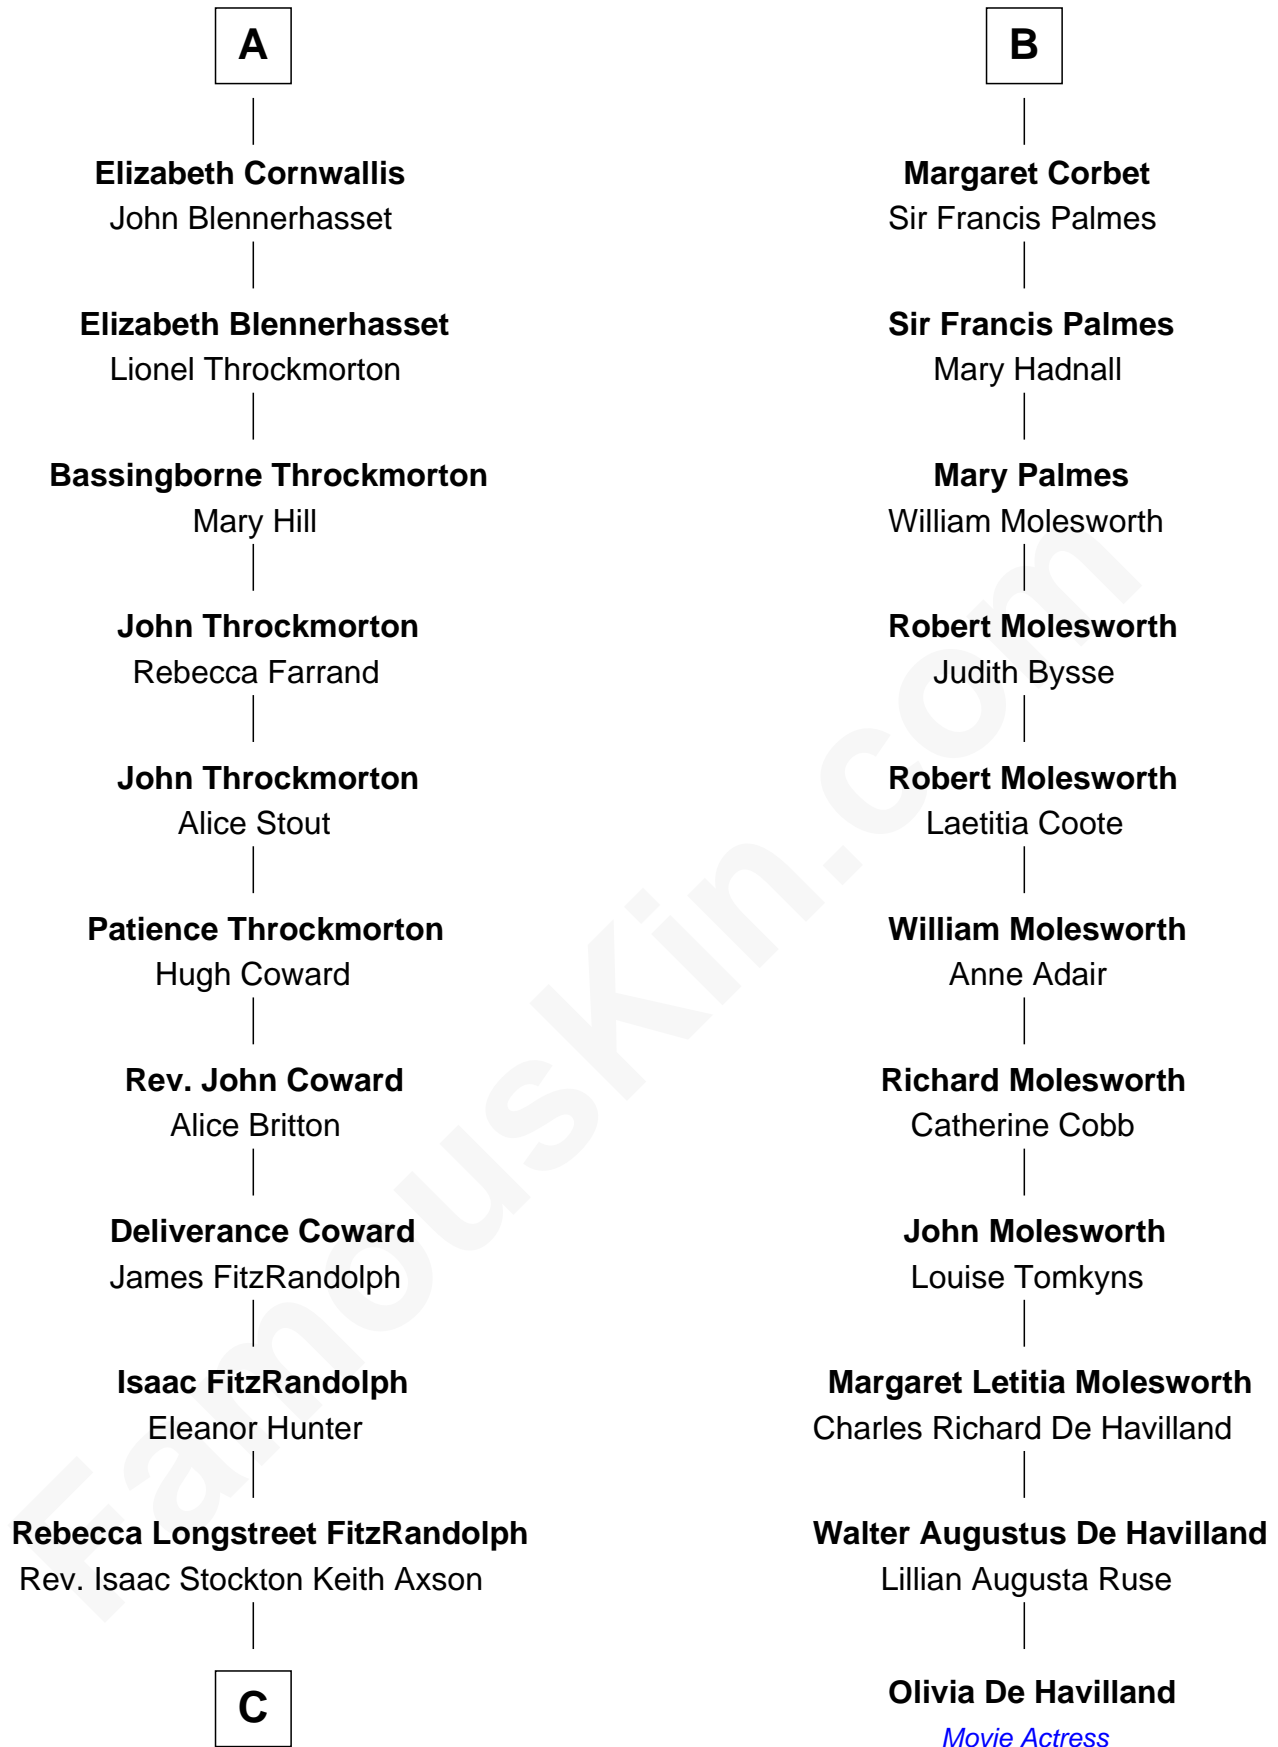 A
Elizabeth Cornwallis
John Blennerhasset
Elizabeth Blennerhasset
Lionel Throckmorton
Bassingborne Throckmorton
Mary Hill
John Throckmorton
Rebecca Farrand
John Throckmorton
Alice Stout
Patience Throckmorton
Hugh Coward
Rev. John Coward
Alice Britton
Deliverance Coward
James FitzRandolph
Isaac FitzRandolph
Eleanor Hunter
Rebecca Longstreet FitzRandolph
Rev. Isaac Stockton Keith Axson
C
B
Margaret Corbet
Sir Francis Palmes
Sir Francis Palmes
Mary Hadnall
Mary Palmes
William Molesworth
Robert Molesworth
Judith Bysse
Robert Molesworth
Laetitia Coote
William Molesworth
Anne Adair
Richard Molesworth
Catherine Cobb
John Molesworth
Louise Tomkyns
Margaret Letitia Molesworth
Charles Richard De Havilland
Walter Augustus De Havilland
Lillian Augusta Ruse
Olivia De Havilland
Movie Actress
FamousKin.com